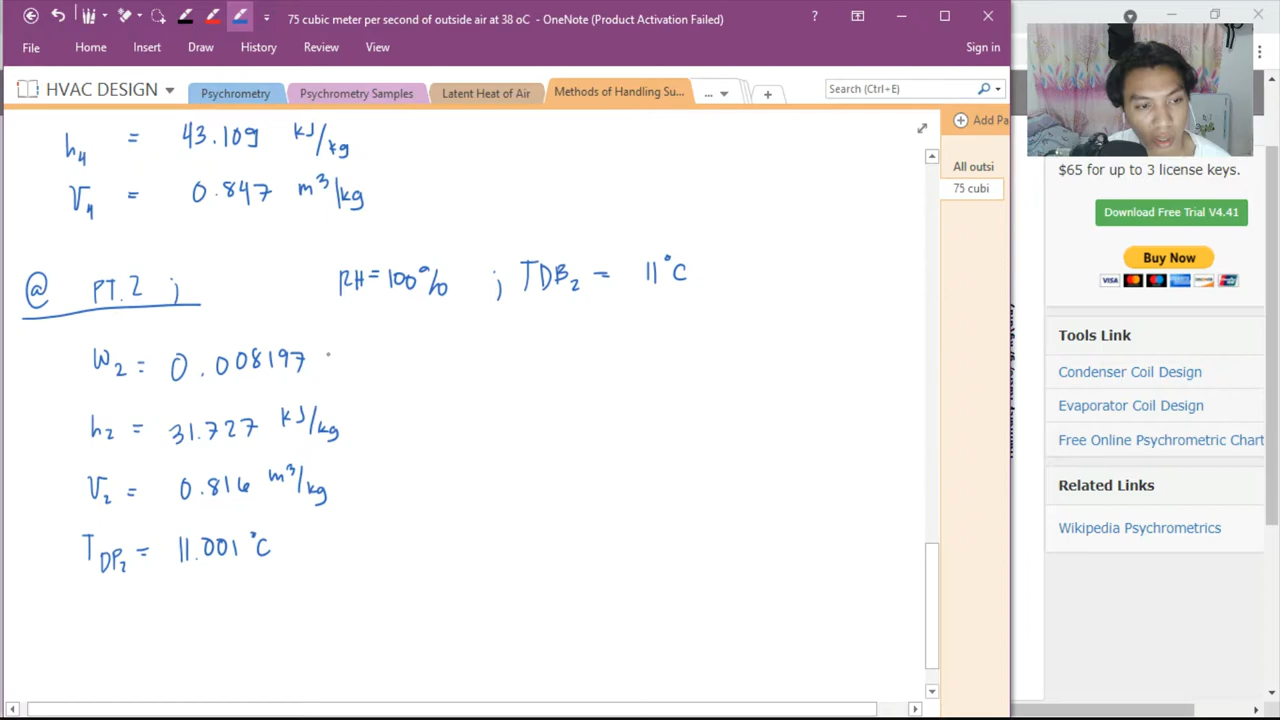 75 cubic meter per second of outside air at 38 oC - OneNote (Product Activation Failed)
?
File Home Insert Draw History Review View Sign in
HVAC DESIGN Psychrometry Psychrometry Samples Latent Heat of Air Methods of Handling Su... ... + Search (Ctrl+E)
Add Pa
All outsi
75 cubi
h4 = 43.109 kJ/kg
V4 = 0.847 m³/kg
@ PT. 2 ; RH = 100% ; TDB2 = 11°C
W2 = 0.008197
h2 = 31.727 kJ/kg
V2 = 0.816 m³/kg
TDP2 = 11.001 °C
$65 for up to 3 license keys.
Download Free Trial V4.41
Buy Now
VISA DISCOVER
Tools Link
Condenser Coil Design
Evaporator Coil Design
Free Online Psychrometric Chart
Related Links
Wikipedia Psychrometrics